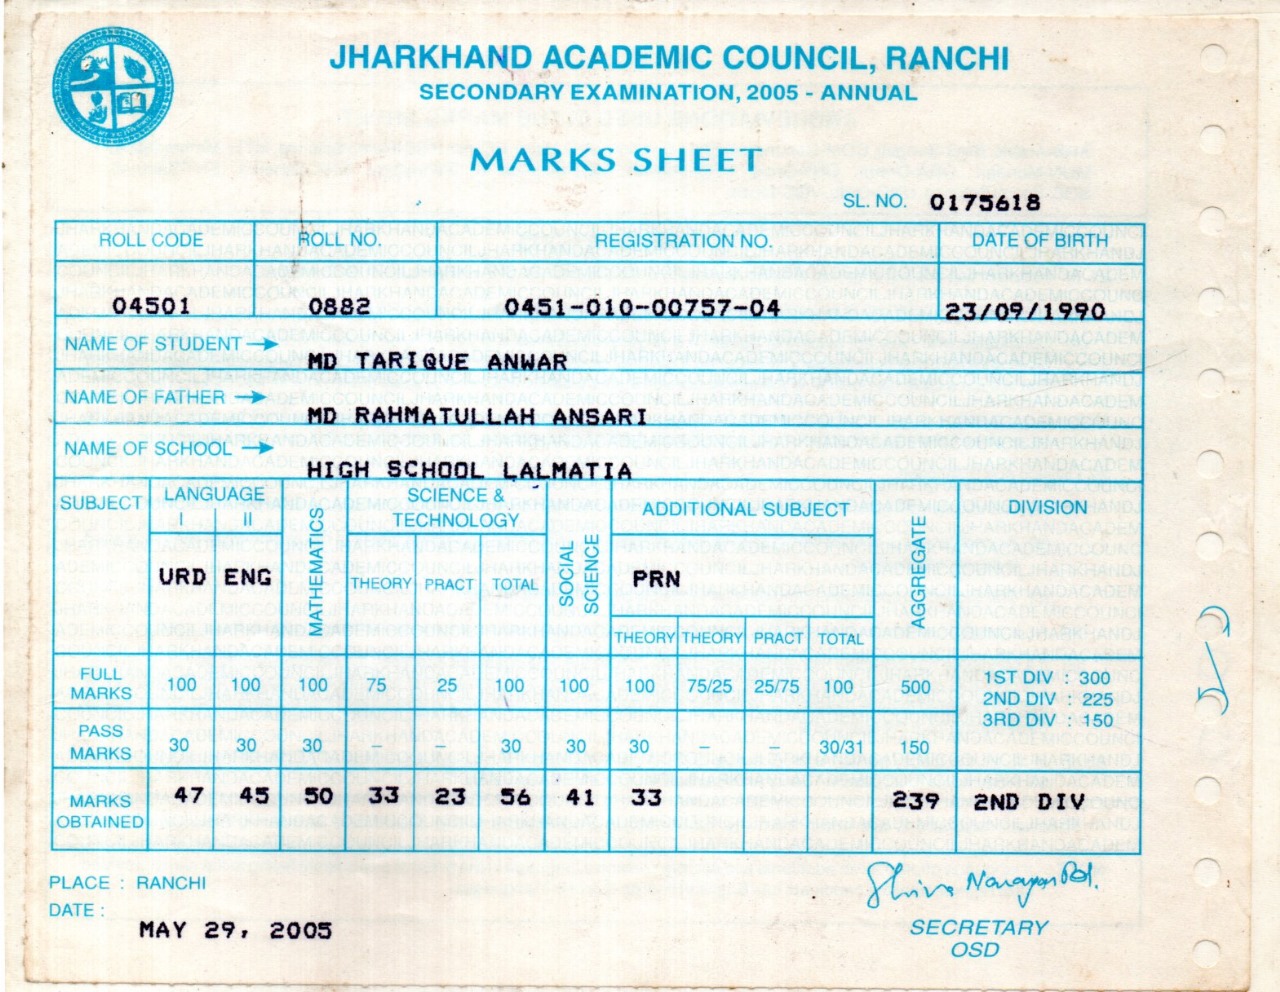 JHARKHAND ACADEMIC COUNCIL, RANCHI
SECONDARY EXAMINATION, 2005 - ANNUAL
MARKS SHEET
SL. NO. 0175618
ROLL CODE ROLL NO. REGISTRATION NO. DATE OF BIRTH
04501 0882 0451-010-00757-04 23/09/1990
NAME OF STUDENT → MD TARIQUE ANWAR
NAME OF FATHER → MD RAHMATULLAH ANSARI
NAME OF SCHOOL → HIGH SCHOOL LALMATIA
SUBJECT LANGUAGE I II MATHEMATICS SCIENCE & TECHNOLOGY SOCIAL SCIENCE ADDITIONAL SUBJECT AGGREGATE DIVISION
URD ENG THEORY PRACT TOTAL PRN
THEORY THEORY PRACT TOTAL
FULL MARKS 100 100 100 75 25 100 100 100 75/25 25/75 100 500 1ST DIV : 300
2ND DIV : 225
3RD DIV : 150
PASS MARKS 30 30 30 – – 30 30 30 – – 30/31 150
MARKS OBTAINED 47 45 50 33 23 56 41 33 239 2ND DIV
PLACE : RANCHI
DATE :
MAY 29, 2005
SECRETARY
OSD